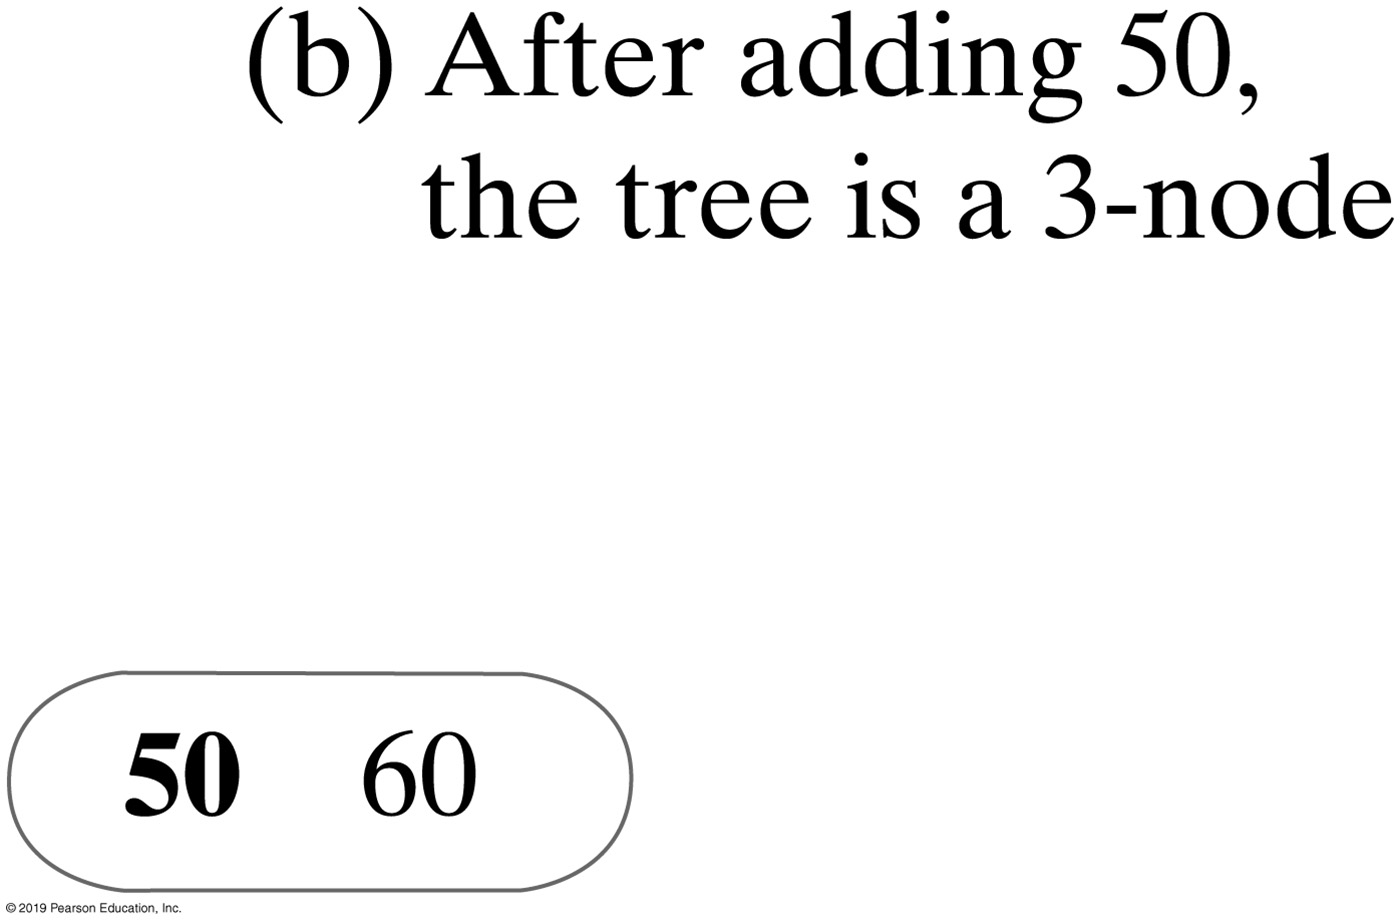 (b) After adding 50,
the tree is a 3-node
50 60
© 2019 Pearson Education, Inc.